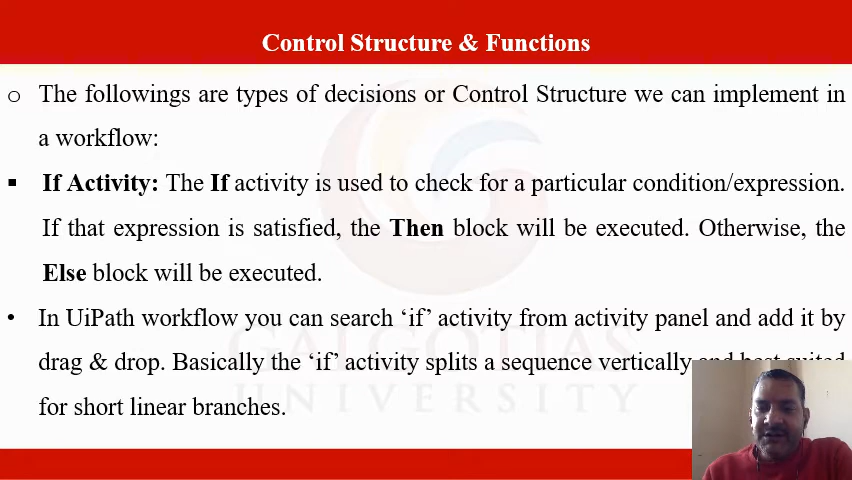 Control Structure & Functions
o The followings are types of decisions or Control Structure we can implement in
a workflow:
▪ If Activity: The If activity is used to check for a particular condition/expression.
If that expression is satisfied, the Then block will be executed. Otherwise, the
Else block will be executed.
• In UiPath workflow you can search ‘if’ activity from activity panel and add it by
drag & drop. Basically the ‘if’ activity splits a sequence vertically and best suited
for short linear branches.
GALGOTIAS
UNIVERSITY